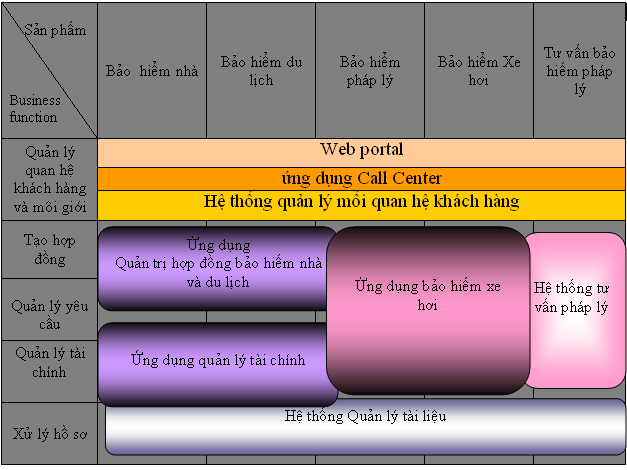 Sản phẩm
Business
function
Bảo hiểm nhà
Bảo hiểm du
lịch
Bảo hiểm
pháp lý
Bảo hiểm Xe
hơi
Tư vấn bảo
hiểm pháp
lý
Quản lý
quan hệ
khách hàng
và môi giới
Web portal
ứng dụng Call Center
Hệ thống quản lý mối quan hệ khách hàng
Tạo hợp
đồng
Ứng dụng
Quản trị hợp đồng bảo hiểm nhà
và du lịch
Ứng dụng bảo hiểm xe
hơi
Hệ thống tư
vấn pháp lý
Quản lý yêu
cầu
Quản lý tài
chính
Ứng dụng quản lý tài chính
Xử lý hồ sơ
Hệ thống Quản lý tài liệu